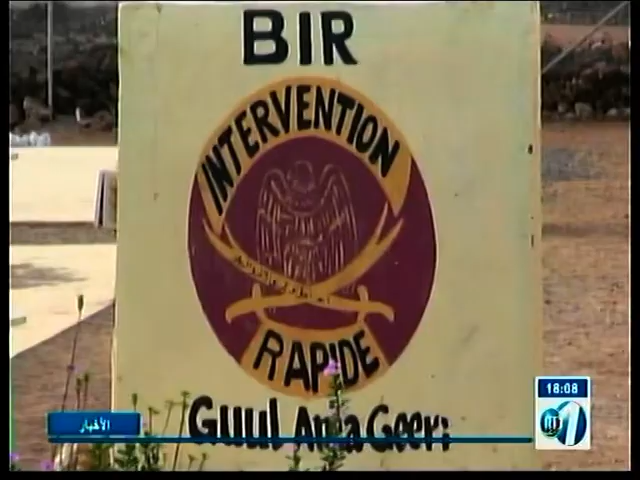 BIR
INTERVENTION
RAPIDE
Guul Ama Geeri
18:08
الأخبار